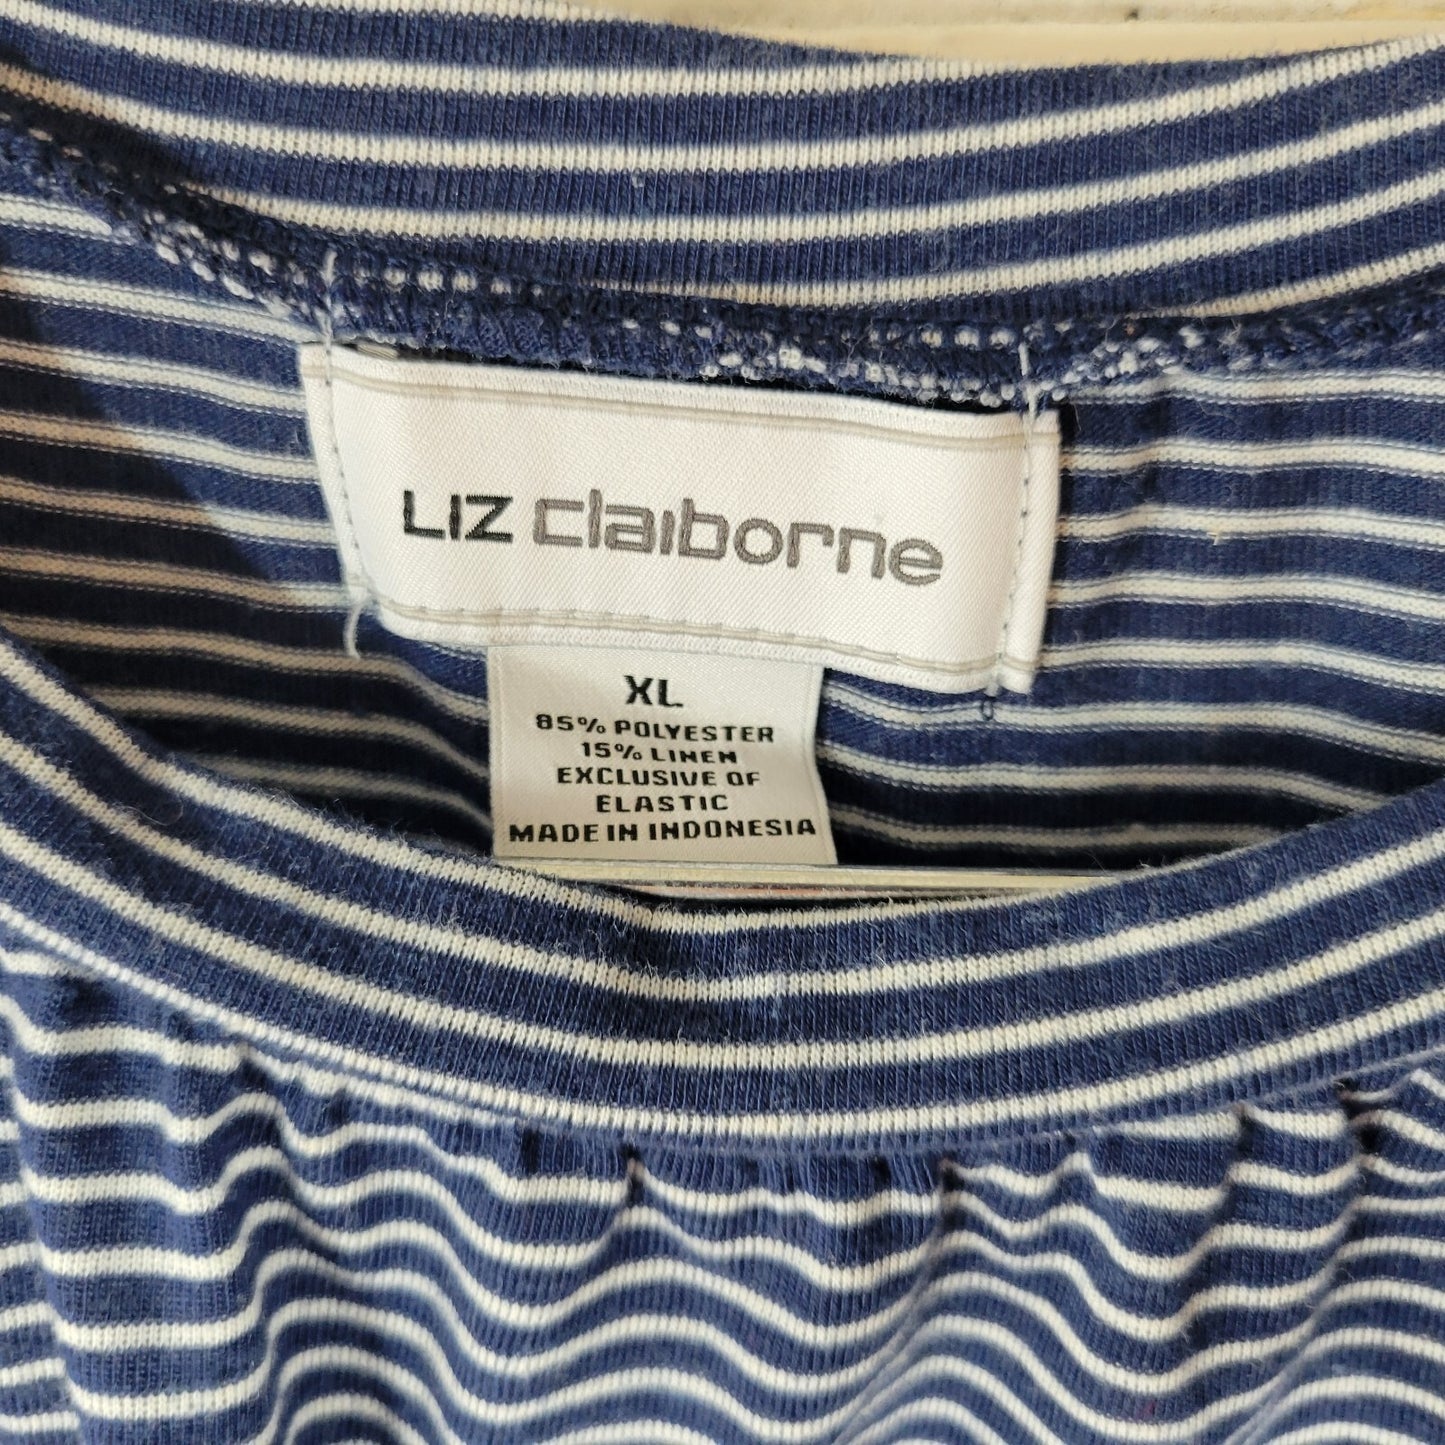 LIZ claiborne
XL
85% POLYESTER
15% LINEN
EXCLUSIVE OF
ELASTIC
MADE IN INDONESIA